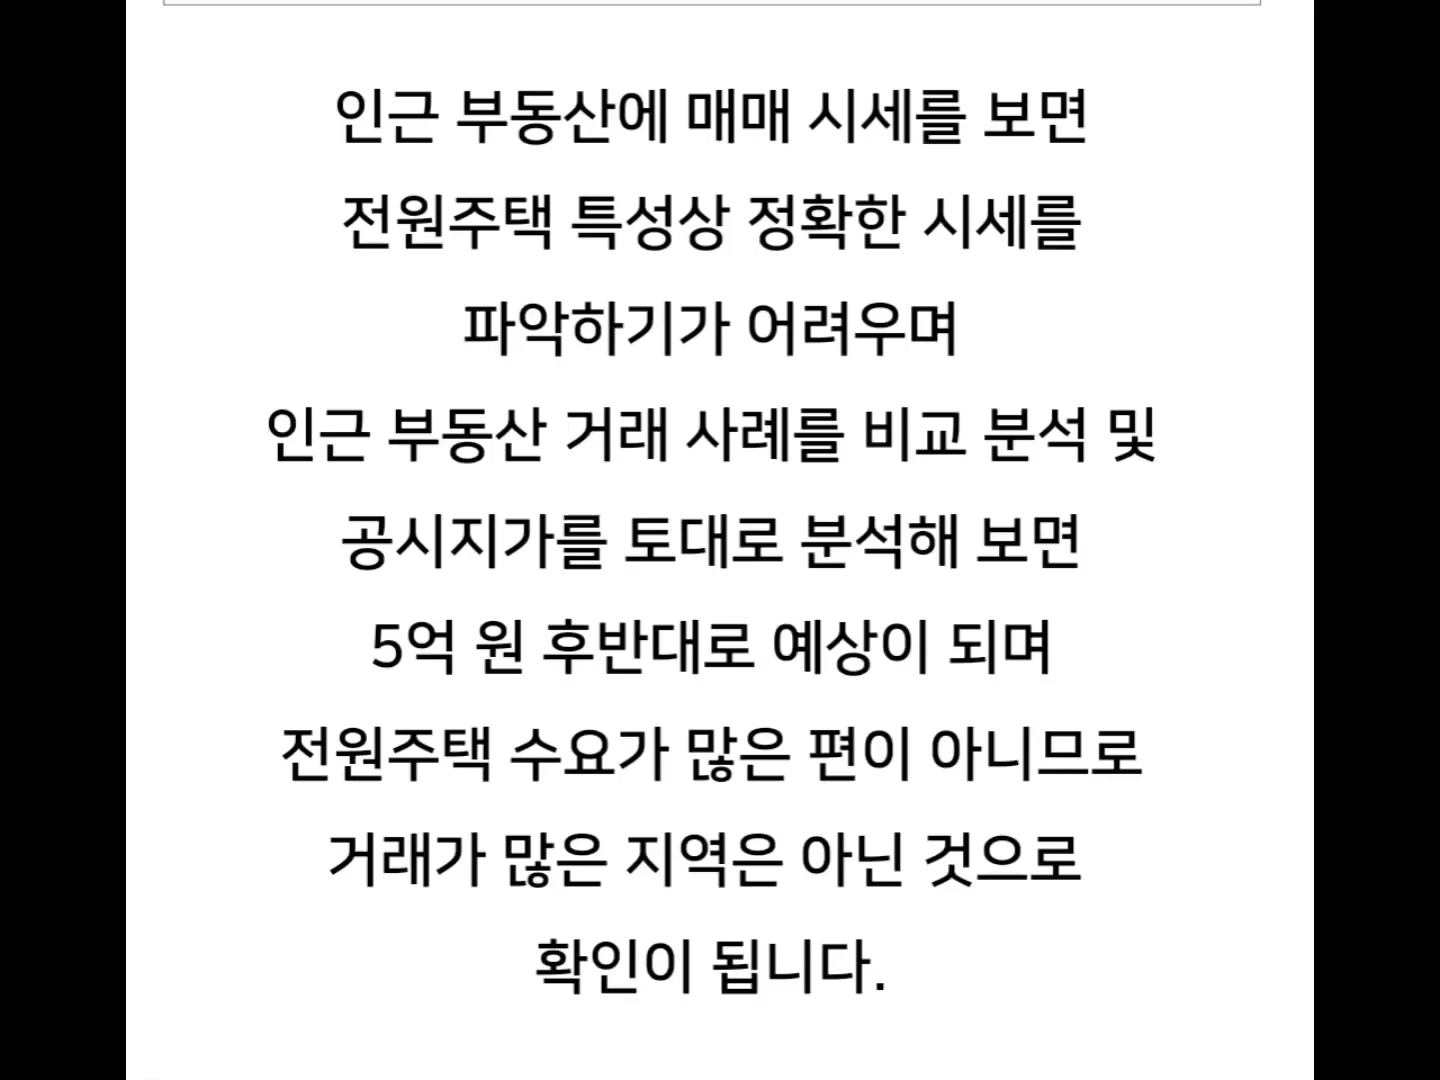 인근 부동산에 매매 시세를 보면
전원주택 특성상 정확한 시세를
파악하기가 어려우며
인근 부동산 거래 사례를 비교 분석 및
공시지가를 토대로 분석해 보면
5억 원 후반대로 예상이 되며
전원주택 수요가 많은 편이 아니므로
거래가 많은 지역은 아닌 것으로
확인이 됩니다.